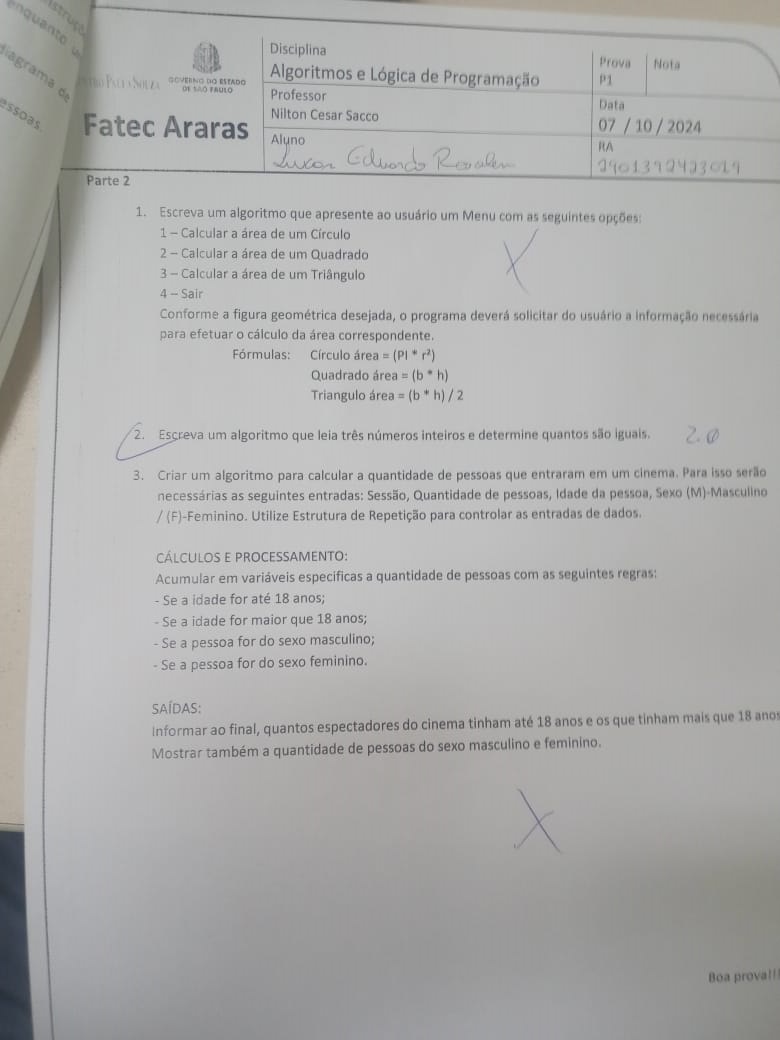 enquanto u
diagrama de
essoas.
GOVERNO DO ESTADO
DE SÃO PAULO
Fatec Araras
Disciplina
Algoritmos e Lógica de Programação
Professor
Nilton Cesar Sacco
Aluno
Eduardo
Prova
P1
Nota
Data
07 / 10 / 2024
RA
Parte 2
1. Escreva um algoritmo que apresente ao usuário um Menu com as seguintes opções:
1 – Calcular a área de um Círculo
2 – Calcular a área de um Quadrado
3 – Calcular a área de um Triângulo
4 – Sair
Conforme a figura geométrica desejada, o programa deverá solicitar do usuário a informação necessária
para efetuar o cálculo da área correspondente.
Fórmulas: Círculo área = (PI * r²)
Quadrado área = (b * h)
Triangulo área = (b * h) / 2
2. Escreva um algoritmo que leia três números inteiros e determine quantos são iguais. 2.0
3. Criar um algoritmo para calcular a quantidade de pessoas que entraram em um cinema. Para isso serão
necessárias as seguintes entradas: Sessão, Quantidade de pessoas, Idade da pessoa, Sexo (M)-Masculino
/ (F)-Feminino. Utilize Estrutura de Repetição para controlar as entradas de dados.
CÁLCULOS E PROCESSAMENTO:
Acumular em variáveis especificas a quantidade de pessoas com as seguintes regras:
- Se a idade for até 18 anos;
- Se a idade for maior que 18 anos;
- Se a pessoa for do sexo masculino;
- Se a pessoa for do sexo feminino.
SAÍDAS:
Informar ao final, quantos espectadores do cinema tinham até 18 anos e os que tinham mais que 18 anos
Mostrar também a quantidade de pessoas do sexo masculino e feminino.
Boa prova!!!